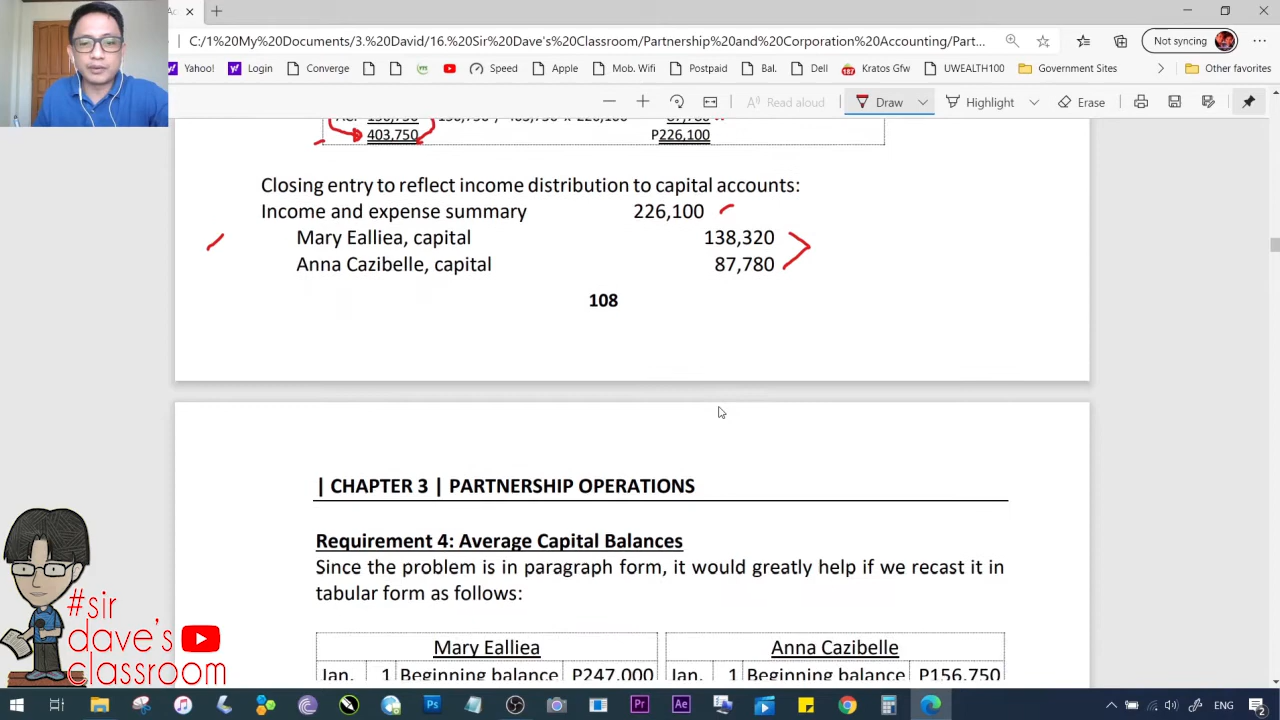 C:/1%20My%20Documents/3.%20David/16.%20Sir%20Dave's%20Classroom/Partnership%20and%20Corporation%20Accounting/Part...
Not syncing
Yahoo! Login Converge Speed Apple Mob. Wifi Postpaid Bal. Dell Kratos Gfw UWEALTH100 Government Sites Other favorites
Read aloud Draw Highlight Erase
403,750 P226,100
Closing entry to reflect income distribution to capital accounts:
Income and expense summary 226,100
Mary Ealliea, capital 138,320
Anna Cazibelle, capital 87,780
108
| CHAPTER 3 | PARTNERSHIP OPERATIONS
Requirement 4: Average Capital Balances
Since the problem is in paragraph form, it would greatly help if we recast it in
tabular form as follows:
Mary Ealliea Anna Cazibelle
Jan. 1 Beginning balance P247,000 Jan. 1 Beginning balance P156,750
#sir
dave's
classroom
ENG
2